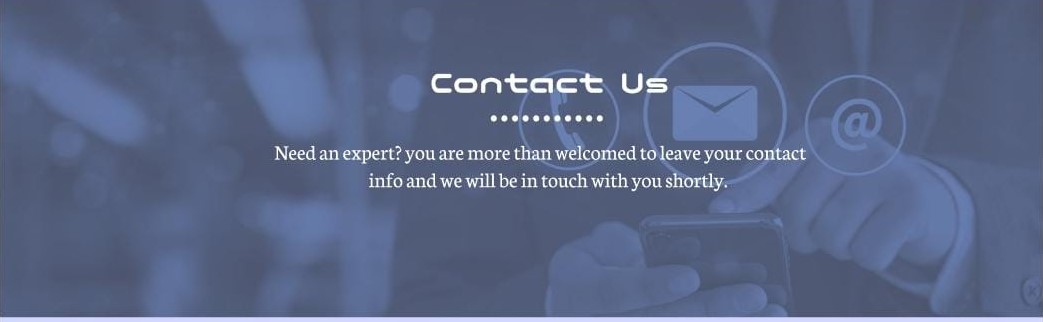 Contact Us
Need an expert? you are more than welcomed to leave your contact
info and we will be in touch with you shortly.